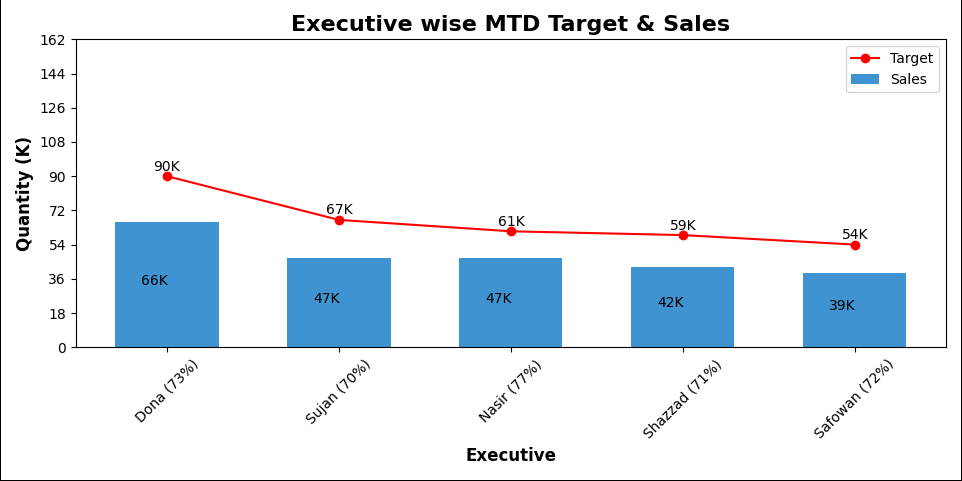 Executive wise MTD Target & Sales
162
144
126
108
90
72
54
36
18
0
Quantity (K)
Target
Sales
90K
67K
61K
59K
54K
66K
47K
47K
42K
39K
Dona (73%)
Sujan (70%)
Nasir (77%)
Shazzad (71%)
Safowan (72%)
Executive